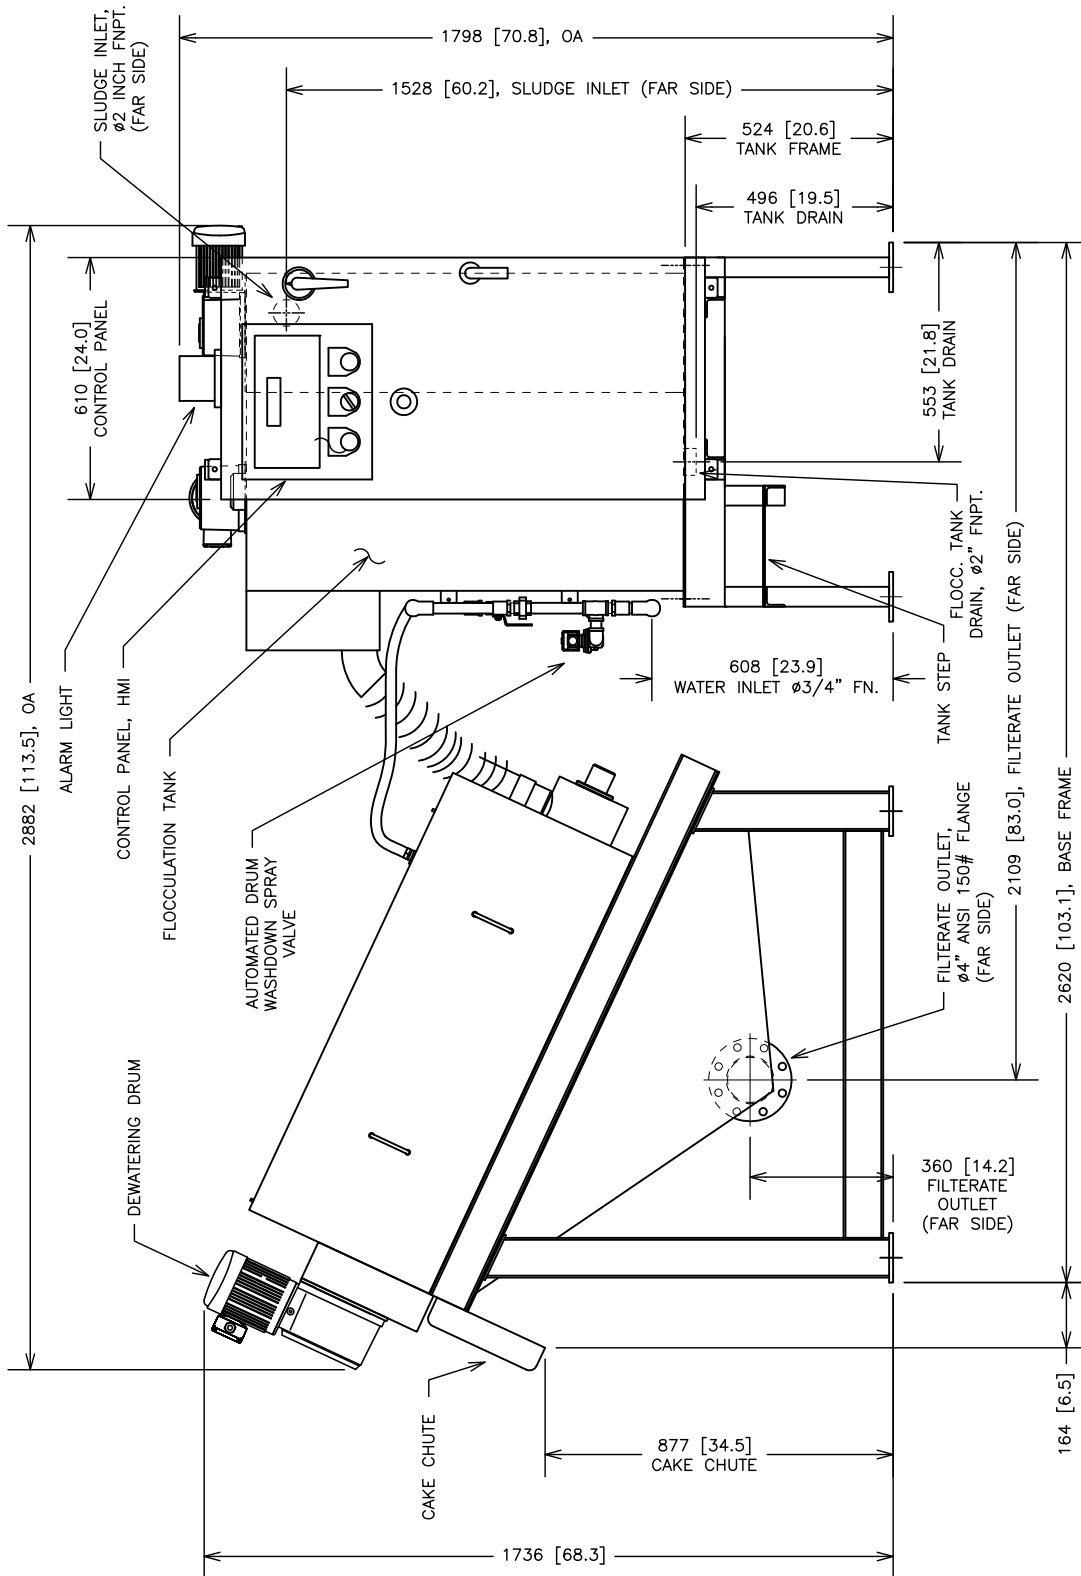 SLUDGE INLET,
ø2 INCH FNPT.
(FAR SIDE)
1798 [70.8], OA
1528 [60.2], SLUDGE INLET (FAR SIDE)
524 [20.6]
TANK FRAME
496 [19.5]
TANK DRAIN
610 [24.0]
CONTROL PANEL
553 [21.8]
TANK DRAIN
2882 [113.5], OA
ALARM LIGHT
CONTROL PANEL, HMI
FLOCCULATION TANK
AUTOMATED DRUM
WASHDOWN SPRAY
VALVE
608 [23.9]
WATER INLET ø3/4" FN.
FLOCC. TANK
DRAIN, ø2" FNPT.
TANK STEP
2109 [83.0], FILTERATE OUTLET (FAR SIDE)
2620 [103.1], BASE FRAME
FILTERATE OUTLET,
ø4" ANSI 150# FLANGE
(FAR SIDE)
DEWATERING DRUM
360 [14.2]
FILTERATE
OUTLET
(FAR SIDE)
CAKE CHUTE
877 [34.5]
CAKE CHUTE
164 [6.5]
1736 [68.3]